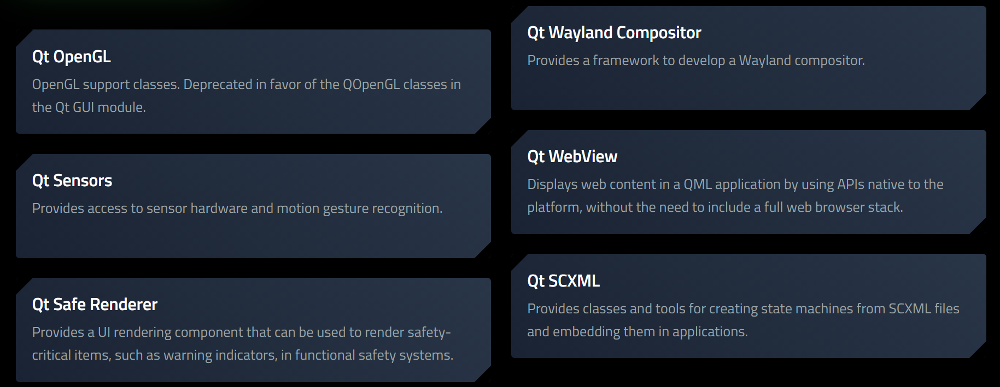 Qt OpenGL
OpenGL support classes. Deprecated in favor of the QOpenGL classes in
the Qt GUI module.
Qt Sensors
Provides access to sensor hardware and motion gesture recognition.
Qt Safe Renderer
Provides a UI rendering component that can be used to render safety-
critical items, such as warning indicators, in functional safety systems.
Qt Wayland Compositor
Provides a framework to develop a Wayland compositor.
Qt WebView
Displays web content in a QML application by using APIs native to the
platform, without the need to include a full web browser stack.
Qt SCXML
Provides classes and tools for creating state machines from SCXML files
and embedding them in applications.